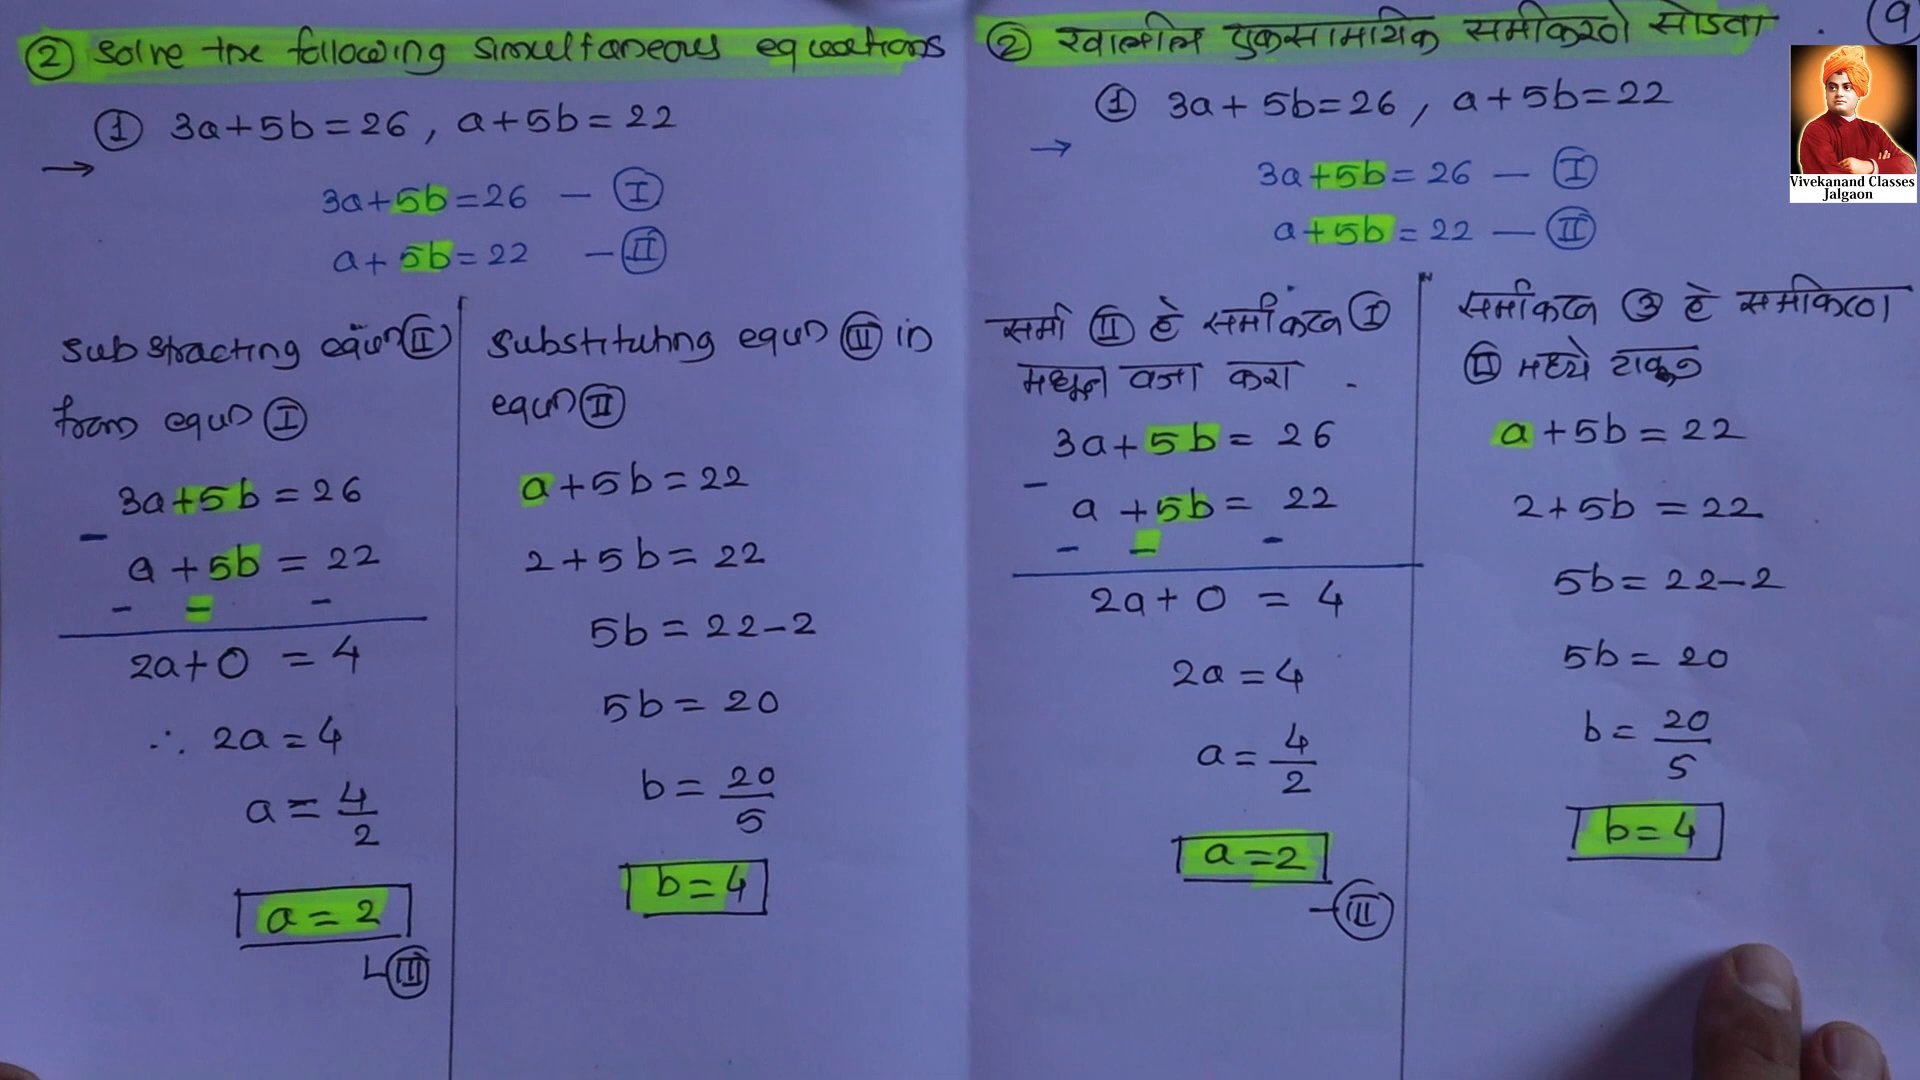 ② Solve the following simultaneous equations
① 3a+5b=26, a+5b=22
→
3a+5b=26 — Ⓘ
a+5b=22 — Ⅱ
Substracting equn Ⅱ
from equn Ⓘ
3a+5b=26
-
a+5b=22
- - -
2a+0 = 4
∴ 2a=4
a=4/2
a=2
Ⅲ
Substituting equn Ⅲ in
equn Ⅱ
a+5b=22
2+5b=22
5b=22-2
5b=20
b=20/5
b=4
② खालील एकसामायिक समीकरणे सोडवा . ९
① 3a+5b=26, a+5b=22
→
3a+5b=26 — Ⓘ
a+5b=22 — Ⅱ
समी Ⅱ हे समीकरण Ⓘ
मधून वजा करा
3a+5b=26
-
a+5b=22
- - -
2a+0 = 4
2a=4
a=4/2
a=2
— Ⅲ
समीकरण ③ हे समीकरण
Ⅱ मध्ये टाकून
a+5b=22
2+5b=22
5b=22-2
5b=20
b=20/5
b=4
Vivekanand Classes
Jalgaon